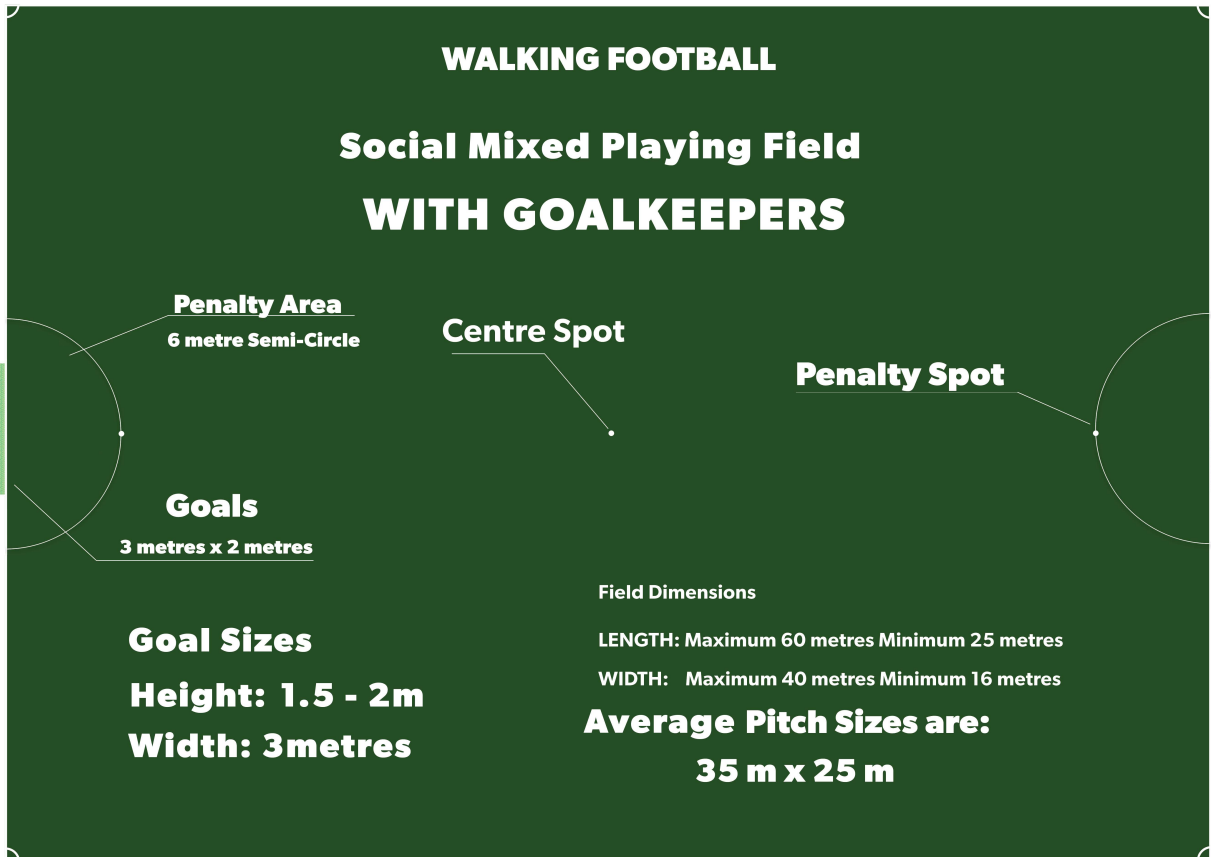 WALKING FOOTBALL
Social Mixed Playing Field
WITH GOALKEEPERS
Penalty Area
6 metre Semi-Circle
Centre Spot
Penalty Spot
Goals
3 metres x 2 metres
Goal Sizes
Height: 1.5 - 2m
Width: 3metres
Field Dimensions
LENGTH: Maximum 60 metres Minimum 25 metres
WIDTH: Maximum 40 metres Minimum 16 metres
Average Pitch Sizes are:
35 m x 25 m